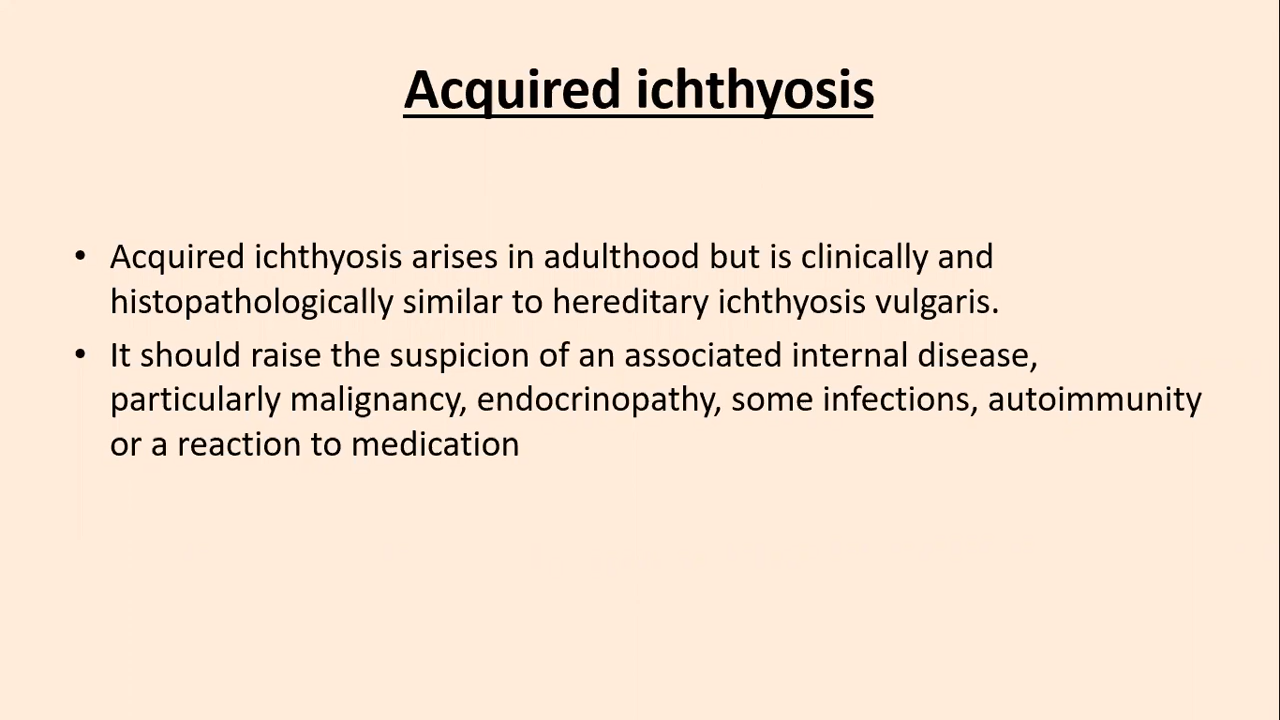 Acquired ichthyosis
• Acquired ichthyosis arises in adulthood but is clinically and
histopathologically similar to hereditary ichthyosis vulgaris.
• It should raise the suspicion of an associated internal disease,
particularly malignancy, endocrinopathy, some infections, autoimmunity
or a reaction to medication